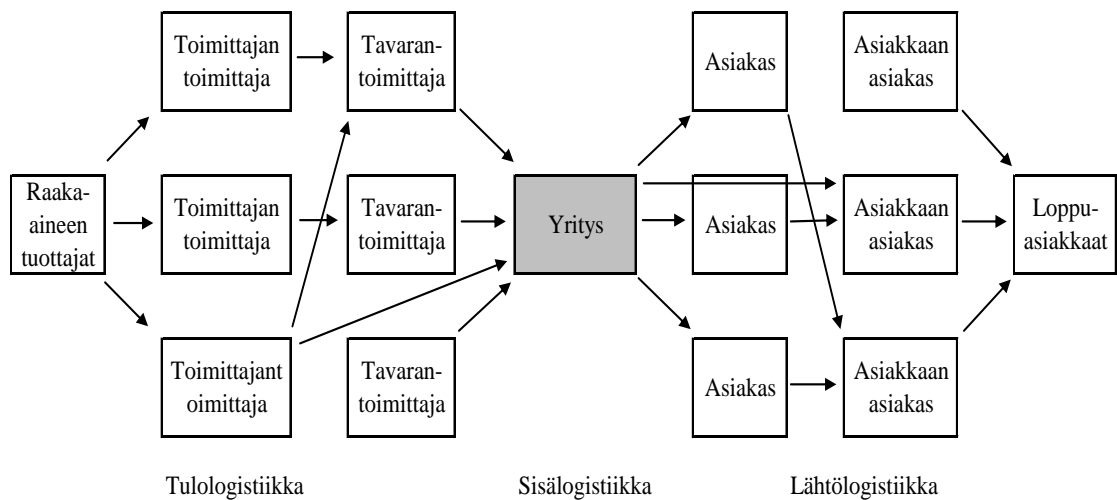 Toimittajan
toimittaja
Tavaran-
toimittaja
Asiakas
Asiakkaan
asiakas
Raaka-
aineen
tuottajat
Toimittajan
toimittaja
Tavaran-
toimittaja
Yritys
Asiakas
Asiakkaan
asiakas
Loppu-
asiakkaat
Toimittajant
oimittaja
Tavaran-
toimittaja
Asiakas
Asiakkaan
asiakas
Tulologistiikka
Sisälogistiikka
Lähtölogistiikka